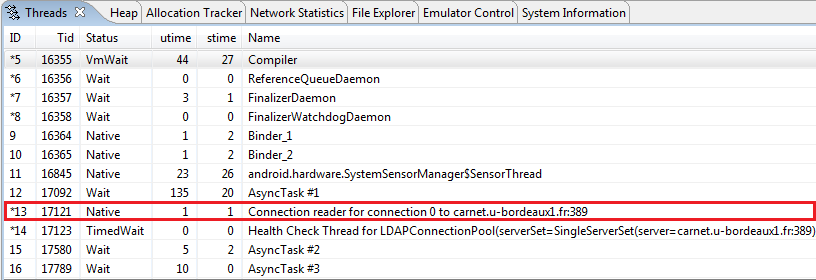 Threads Heap Allocation Tracker Network Statistics File Explorer Emulator Control System Information
ID Tid Status utime stime Name
*5 16355 VmWait 44 27 Compiler
*6 16356 Wait 0 0 ReferenceQueueDaemon
*7 16357 Wait 3 1 FinalizerDaemon
*8 16358 Wait 0 0 FinalizerWatchdogDaemon
9 16364 Native 1 2 Binder_1
10 16365 Native 1 2 Binder_2
11 16845 Native 23 26 android.hardware.SystemSensorManager$SensorThread
12 17092 Wait 135 20 AsyncTask #1
*13 17121 Native 1 1 Connection reader for connection 0 to carnet.u-bordeaux1.fr:389
*14 17123 TimedWait 0 0 Health Check Thread for LDAPConnectionPool(serverSet=SingleServerSet(server=carnet.u-bordeaux1.fr:389)
15 17580 Wait 5 2 AsyncTask #2
16 17789 Wait 10 0 AsyncTask #3